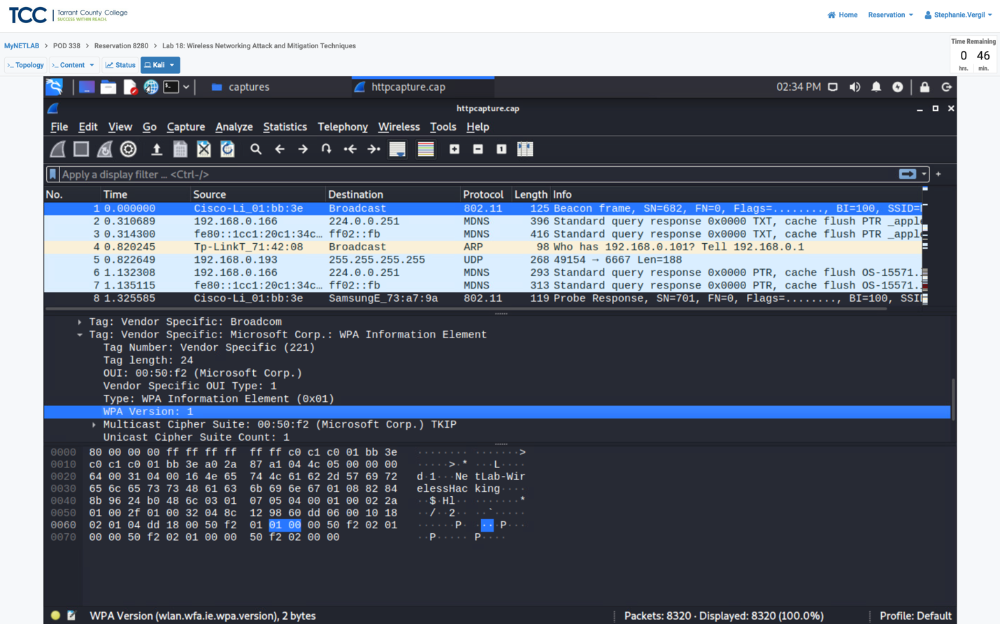 TCC Tarrant County College
SUCCESS WITHIN REACH.
Home Reservation Stephanie.Vergil
MyNETLAB > POD 338 > Reservation 8280 > Lab 18: Wireless Networking Attack and Mitigation Techniques
Time Remaining
0 46
hrs. min.
>_ Topology >_ Content Status Kali
captures httpcapture.cap 02:34 PM
httpcapture.cap
File Edit View Go Capture Analyze Statistics Telephony Wireless Tools Help
Apply a display filter … <Ctrl-/>
No. Time Source Destination Protocol Length Info
1 0.000000 Cisco-Li_01:bb:3e Broadcast 802.11 125 Beacon frame, SN=682, FN=0, Flags=........, BI=100, SSID=
2 0.310689 192.168.0.166 224.0.0.251 MDNS 396 Standard query response 0x0000 TXT, cache flush PTR _appl
3 0.314300 fe80::1cc1:20c1:34c… ff02::fb MDNS 416 Standard query response 0x0000 TXT, cache flush PTR _appl
4 0.820245 Tp-LinkT_71:42:08 Broadcast ARP 98 Who has 192.168.0.101? Tell 192.168.0.1
5 0.822649 192.168.0.193 255.255.255.255 UDP 268 49154 → 6667 Len=188
6 1.132308 192.168.0.166 224.0.0.251 MDNS 293 Standard query response 0x0000 PTR, cache flush OS-15571.
7 1.135115 fe80::1cc1:20c1:34c… ff02::fb MDNS 313 Standard query response 0x0000 PTR, cache flush OS-15571.
8 1.325585 Cisco-Li_01:bb:3e SamsungE_73:a7:9a 802.11 119 Probe Response, SN=701, FN=0, Flags=........, BI=100, SSI
Tag: Vendor Specific: Broadcom
Tag: Vendor Specific: Microsoft Corp.: WPA Information Element
Tag Number: Vendor Specific (221)
Tag length: 24
OUI: 00:50:f2 (Microsoft Corp.)
Vendor Specific OUI Type: 1
Type: WPA Information Element (0x01)
WPA Version: 1
Multicast Cipher Suite: 00:50:f2 (Microsoft Corp.) TKIP
Unicast Cipher Suite Count: 1
0000 80 00 00 00 ff ff ff ff ff ff c0 c1 c0 01 bb 3e ········ ·······>
0010 c0 c1 c0 01 bb 3e a0 2a 87 a1 04 4c 05 00 00 00 ·····>·* ···L····
0020 64 00 31 04 00 16 4e 65 74 4c 61 62 2d 57 69 72 d·1···Ne tLab-Wir
0030 65 6c 65 73 73 48 61 63 6b 69 6e 67 01 08 82 84 elessHac king····
0040 8b 96 24 b0 48 6c 03 01 07 05 04 00 01 00 02 2a ··$·Hl·· ·······*
0050 01 00 2f 01 00 32 04 8c 12 98 60 dd 06 00 10 18 ··/··2·· ··`·····
0060 02 01 04 dd 18 00 50 f2 01 01 00 00 50 f2 02 01 ······P· ····P···
0070 00 00 50 f2 02 01 00 00 50 f2 02 00 00 ··P····· P····
WPA Version (wlan.wfa.ie.wpa.version), 2 bytes Packets: 8320 · Displayed: 8320 (100.0%) Profile: Default